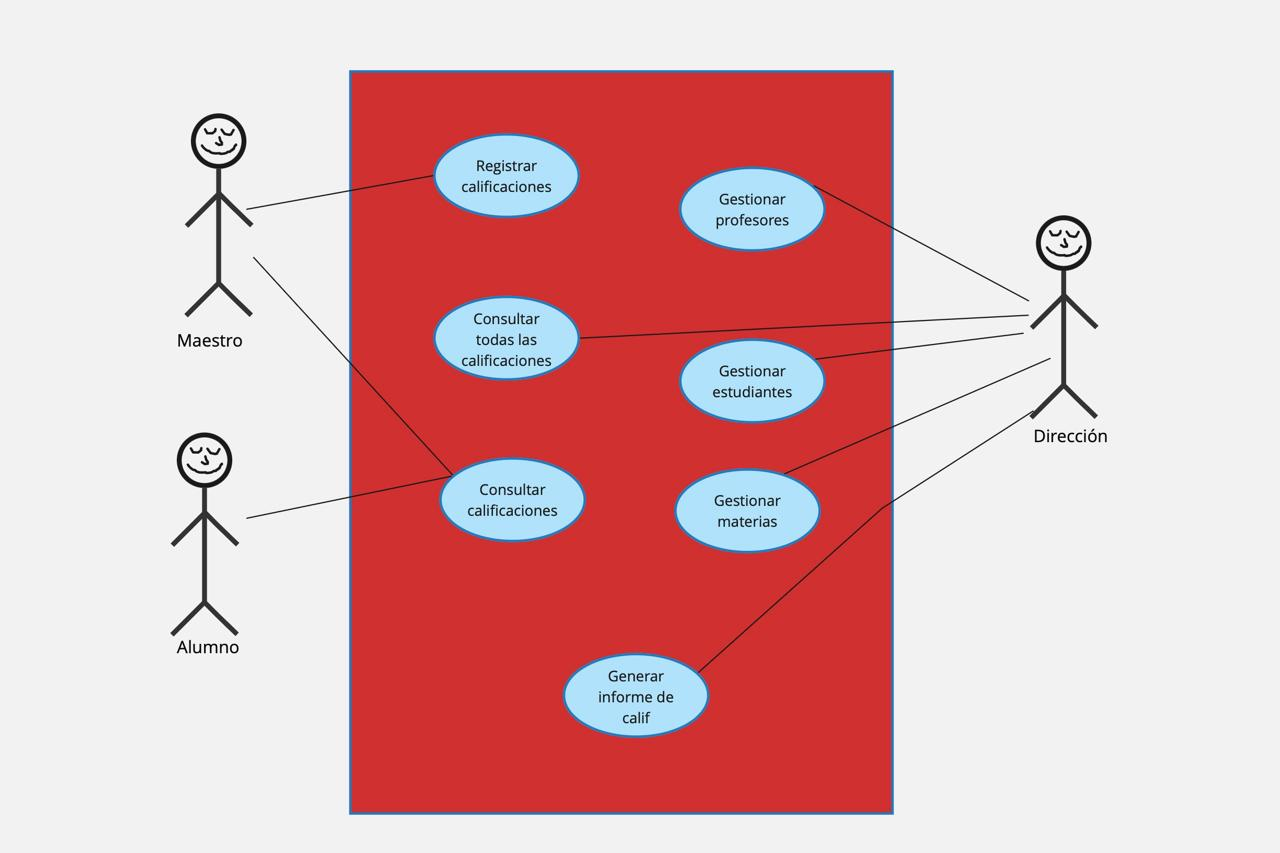 Registrar
calificaciones
Gestionar
profesores
Maestro
Consultar
todas las
calificaciones
Gestionar
estudiantes
Dirección
Consultar
calificaciones
Gestionar
materias
Alumno
Generar
informe de
calif